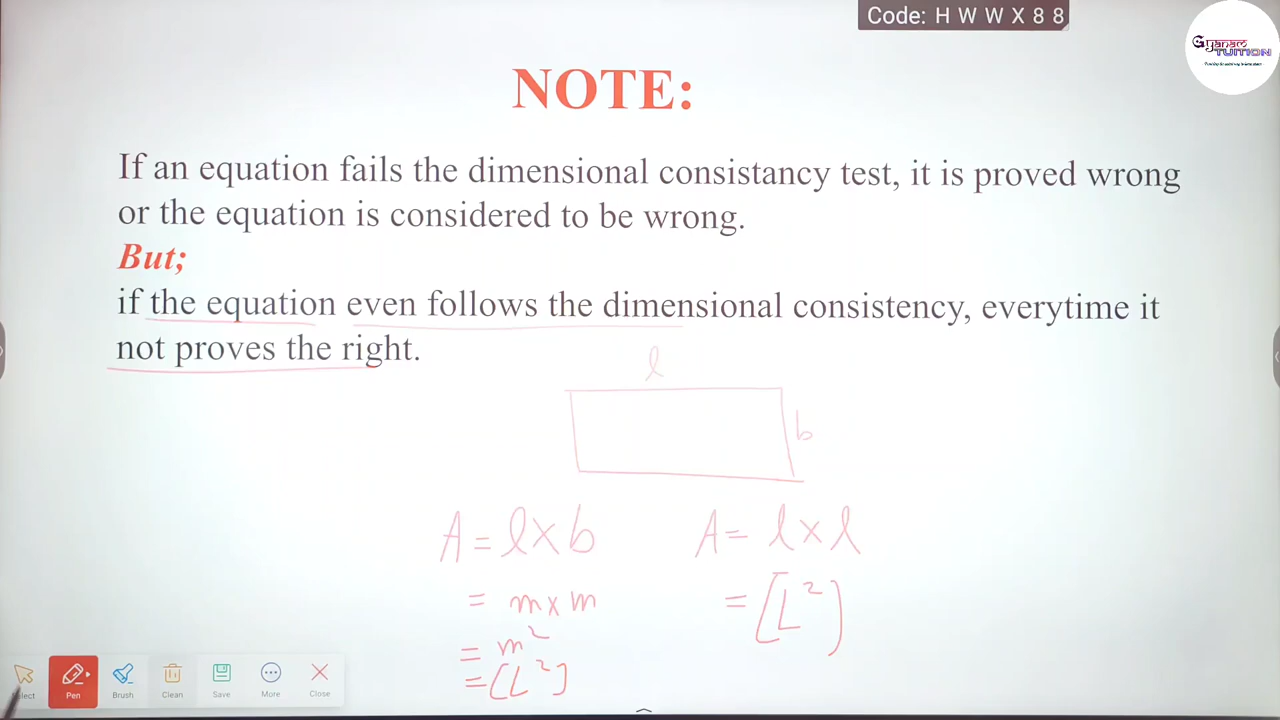 Code: H W W X 8 8
Gyanam
TUITION
NOTE:
If an equation fails the dimensional consistancy test, it is proved wrong
or the equation is considered to be wrong.
But;
if the equation even follows the dimensional consistency, everytime it
not proves the right.
l
b
A = l × b
= m × m
= m²
= [L²]
A = l × l
= [L²]
Pen
Brush
Clean
Save
More
Close